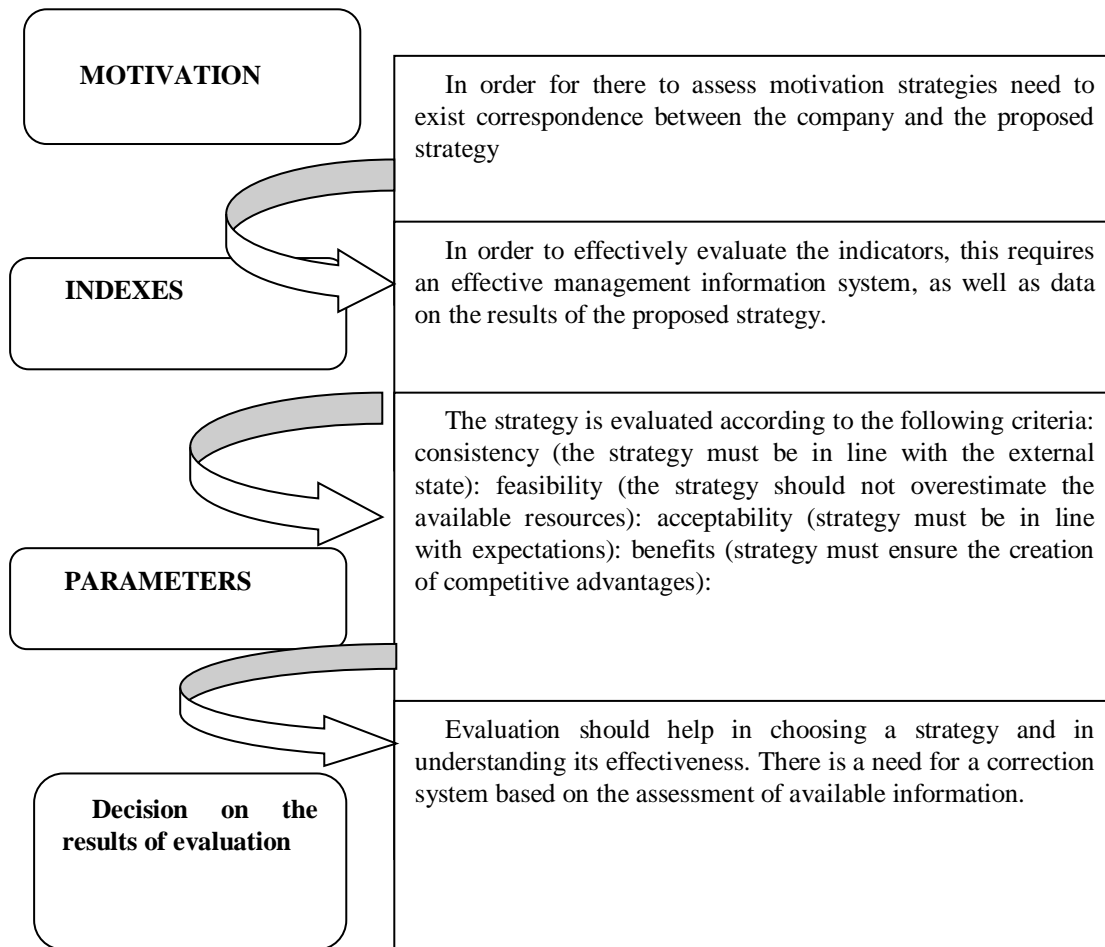 MOTIVATION
In order for there to assess motivation strategies need to
exist correspondence between the company and the proposed
strategy
INDEXES
In order to effectively evaluate the indicators, this requires
an effective management information system, as well as data
on the results of the proposed strategy.
PARAMETERS
The strategy is evaluated according to the following criteria:
consistency (the strategy must be in line with the external
state): feasibility (the strategy should not overestimate the
available resources): acceptability (strategy must be in line
with expectations): benefits (strategy must ensure the creation
of competitive advantages):
Decision on the
results of evaluation
Evaluation should help in choosing a strategy and in
understanding its effectiveness. There is a need for a correction
system based on the assessment of available information.